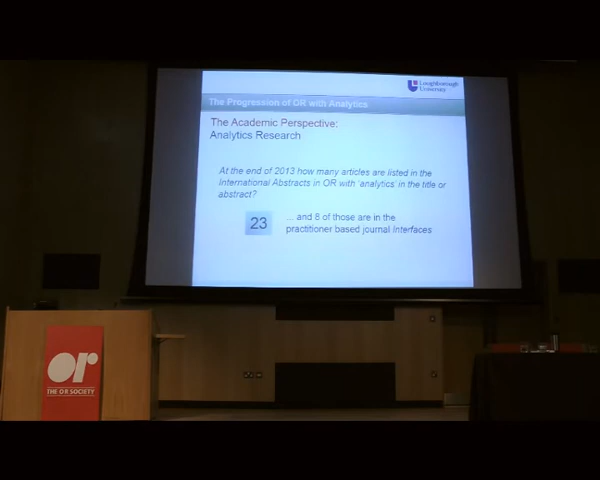 Loughborough
University
The Progression of OR with Analytics
The Academic Perspective:
Analytics Research
At the end of 2013 how many articles are listed in the
International Abstracts in OR with 'analytics' in the title or
abstract?
23
... and 8 of those are in the
practitioner based journal Interfaces
or
THE OR SOCIETY